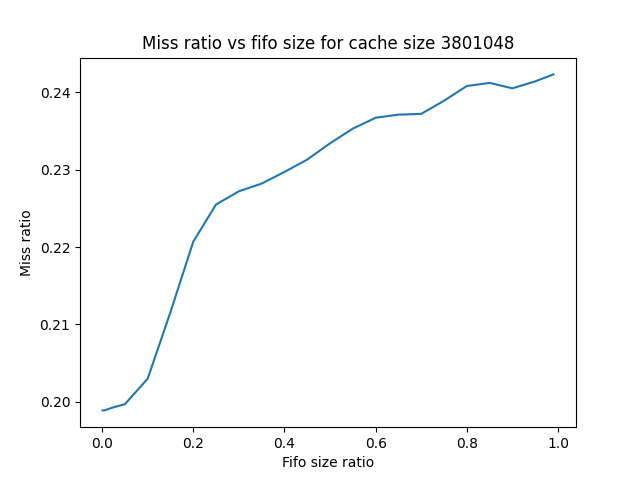 Miss ratio vs fifo size for cache size 3801048
0.24
0.23
0.22
0.21
0.20
Miss ratio
0.0 0.2 0.4 0.6 0.8 1.0
Fifo size ratio